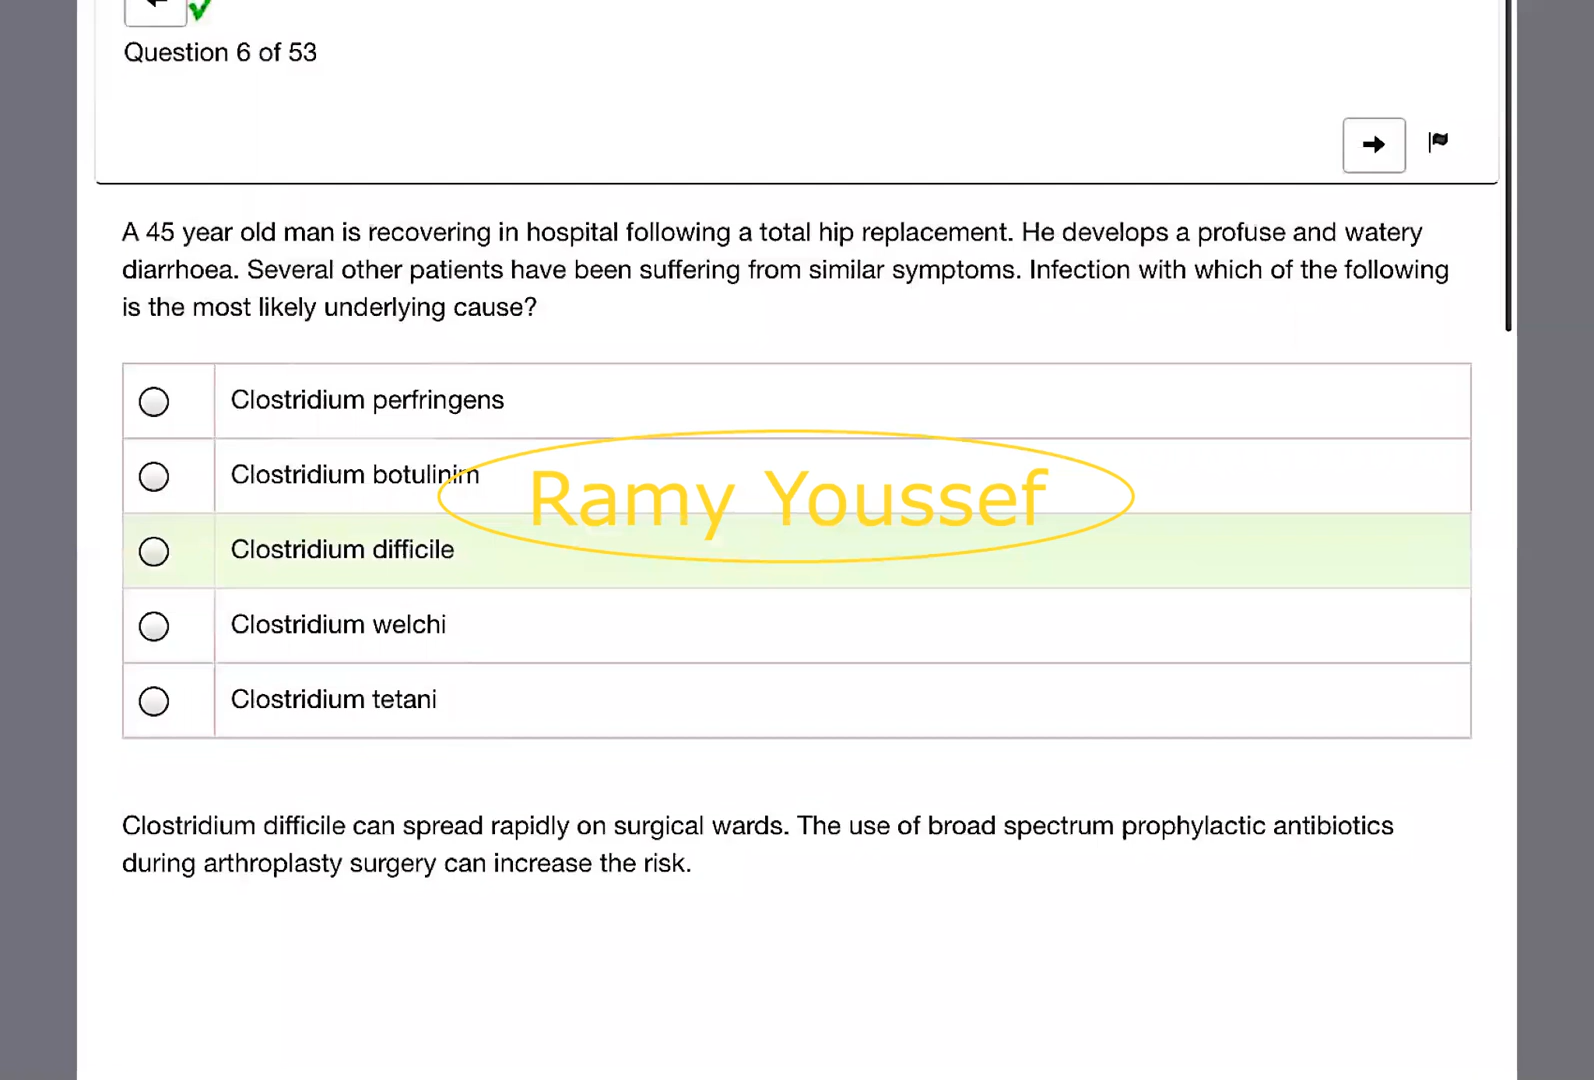 Question 6 of 53
A 45 year old man is recovering in hospital following a total hip replacement. He develops a profuse and watery
diarrhoea. Several other patients have been suffering from similar symptoms. Infection with which of the following
is the most likely underlying cause?
Clostridium perfringens
Clostridium botulinim
Ramy Youssef
Clostridium difficile
Clostridium welchi
Clostridium tetani
Clostridium difficile can spread rapidly on surgical wards. The use of broad spectrum prophylactic antibiotics
during arthroplasty surgery can increase the risk.